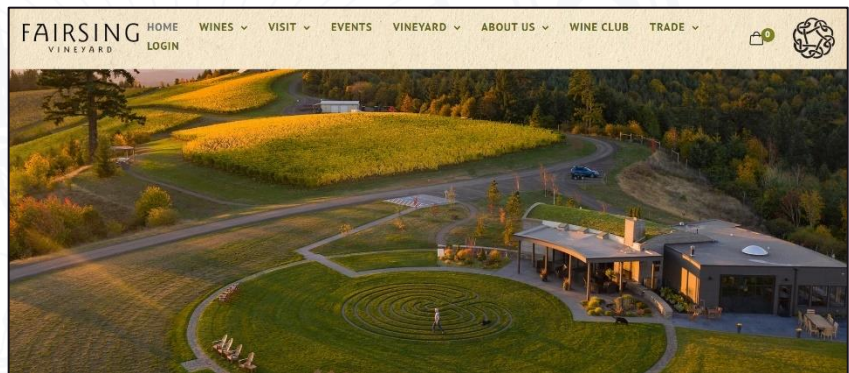 FAIRSING
VINEYARD
HOME WINES VISIT EVENTS VINEYARD ABOUT US WINE CLUB TRADE
LOGIN
0